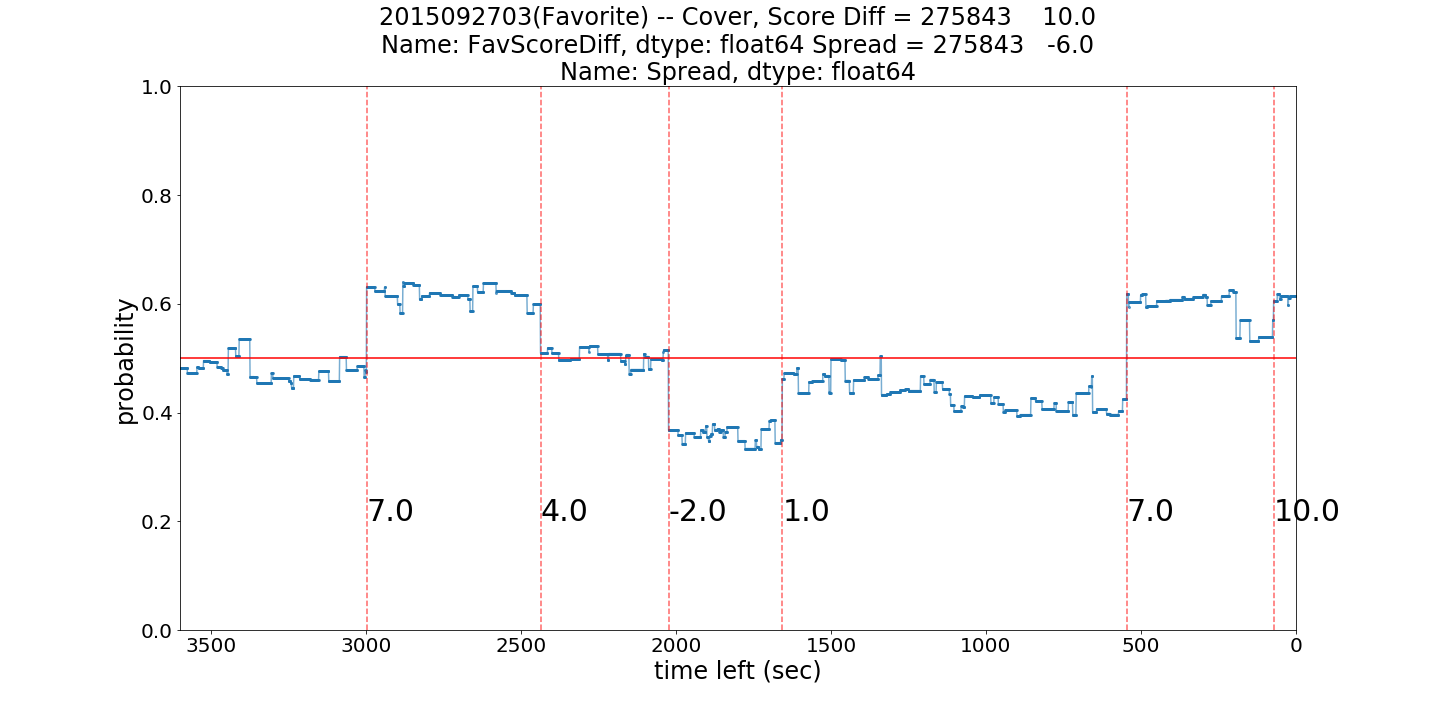 2015092703(Favorite) -- Cover, Score Diff = 275843    10.0
Name: FavScoreDiff, dtype: float64 Spread = 275843   -6.0
Name: Spread, dtype: float64
1.0
0.8
0.6
0.4
0.2
0.0
probability
7.0 4.0 -2.0 1.0 7.0 10.0
3500 3000 2500 2000 1500 1000 500 0
time left (sec)